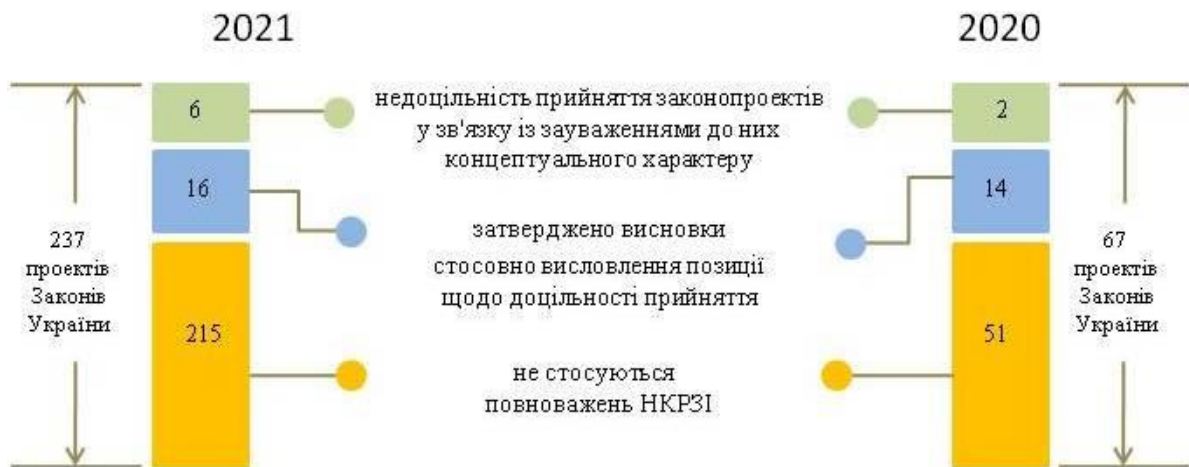 2021
2020
6
недоцільність прийняття законопроектів
у зв'язку із зауваженнями до них
концептуального характеру
2
16
затверджено висновки
стосовно висловлення позиції
щодо доцільності прийняття
14
237
проектів
Законів
України
67
проектів
Законів
України
215
не стосуються
повноважень НКРЗІ
51